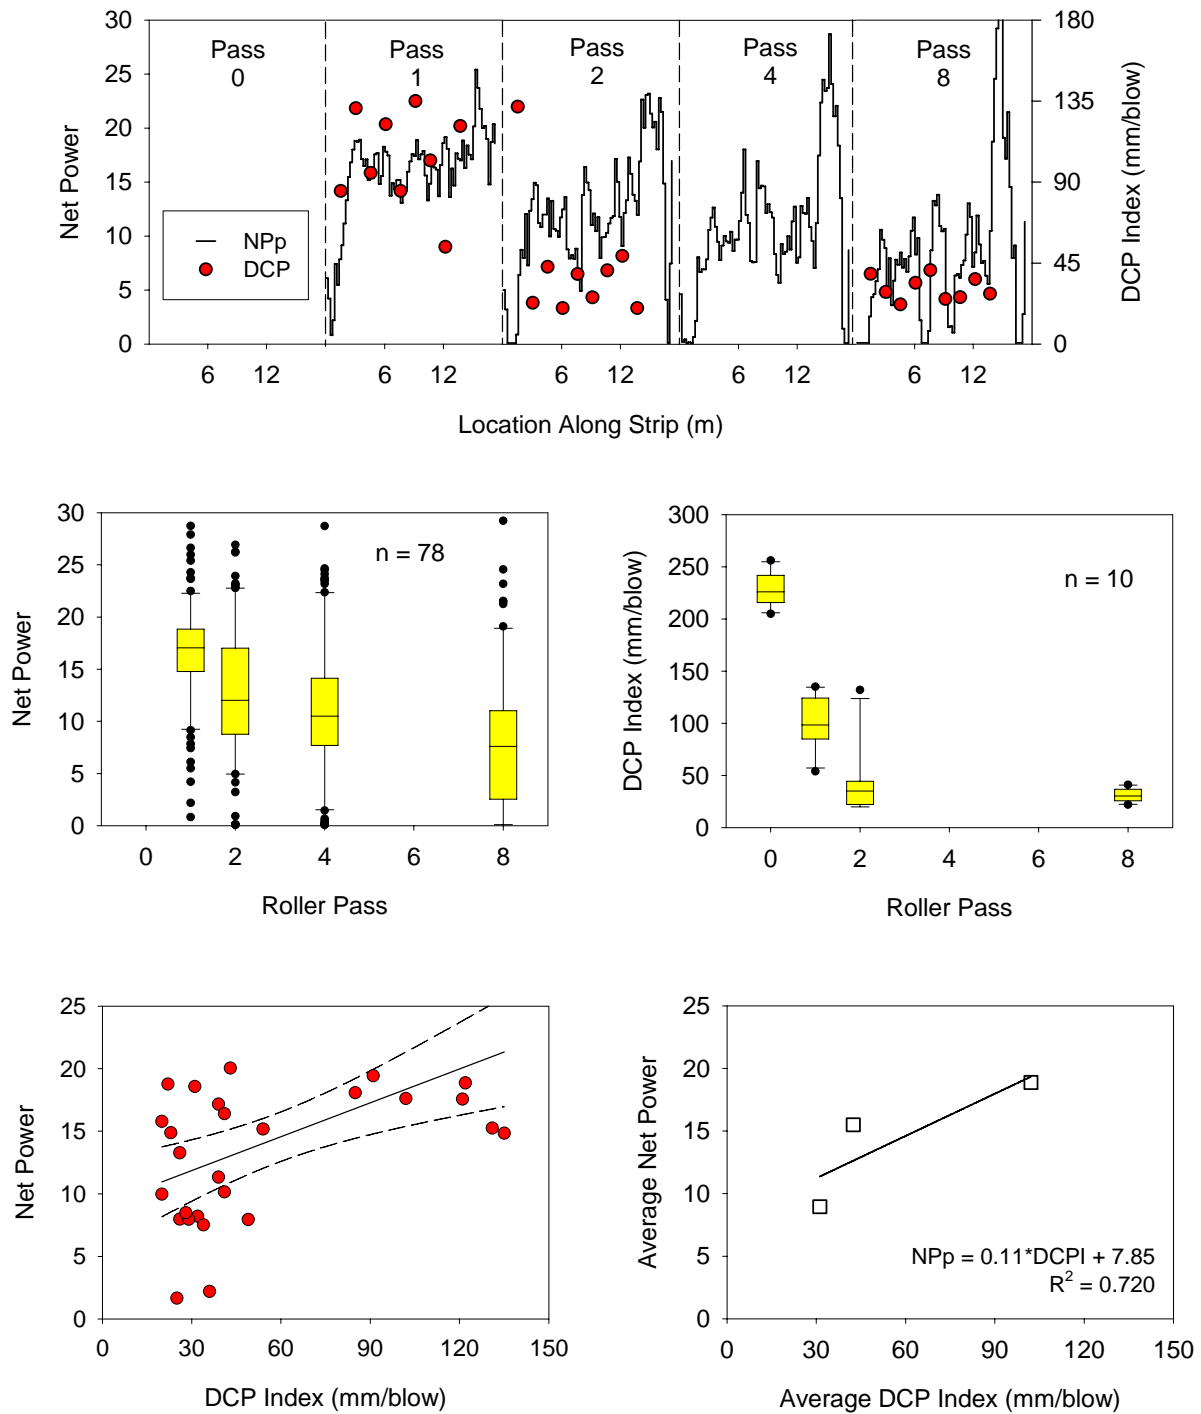 30
25
20
15
10
5
0
Net Power
Pass
0
Pass
1
Pass
2
Pass
4
Pass
8
NPp
DCP
180
135
90
45
0
DCP Index (mm/blow)
6 12 6 12 6 12 6 12 6 12
Location Along Strip (m)
30
25
20
15
10
5
0
Net Power
n = 78
0 2 4 6 8
Roller Pass
300
250
200
150
100
50
0
DCP Index (mm/blow)
n = 10
0 2 4 6 8
Roller Pass
25
20
15
10
5
0
Net Power
0 30 60 90 120 150
DCP Index (mm/blow)
25
20
15
10
5
0
Average Net Power
NPp = 0.11*DCPI + 7.85
R² = 0.720
0 30 60 90 120 150
Average DCP Index (mm/blow)